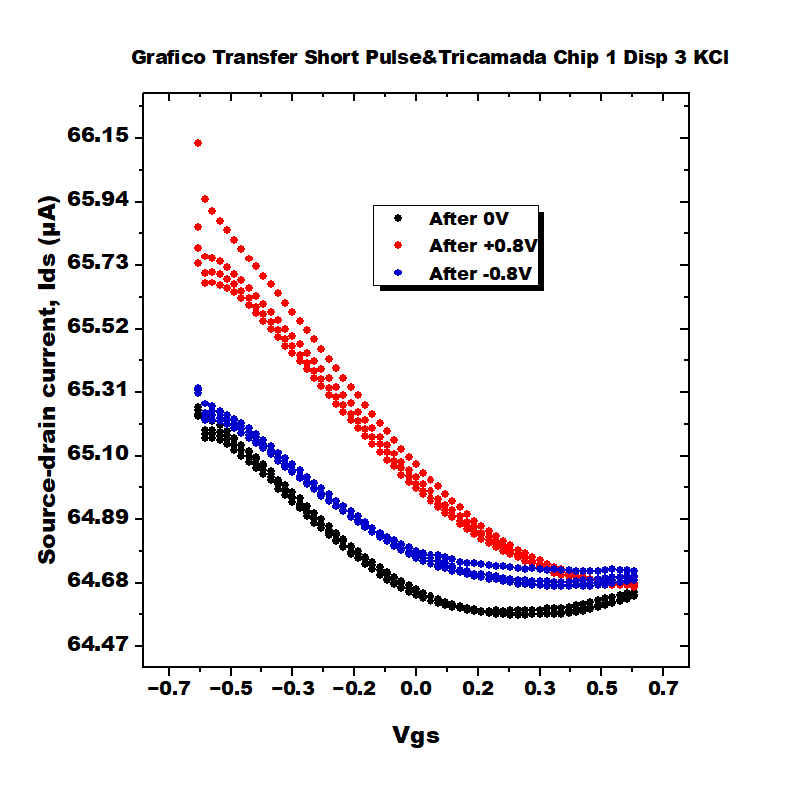 Grafico Transfer Short Pulse&Tricamada Chip 1 Disp 3 KCl
66.15
65.94
65.73
65.52
65.31
65.10
64.89
64.68
64.47
Source-drain current, Ids (µA)
After 0V
After +0.8V
After -0.8V
−0.7 −0.5 −0.3 −0.2 0.0 0.2 0.3 0.5 0.7
Vgs